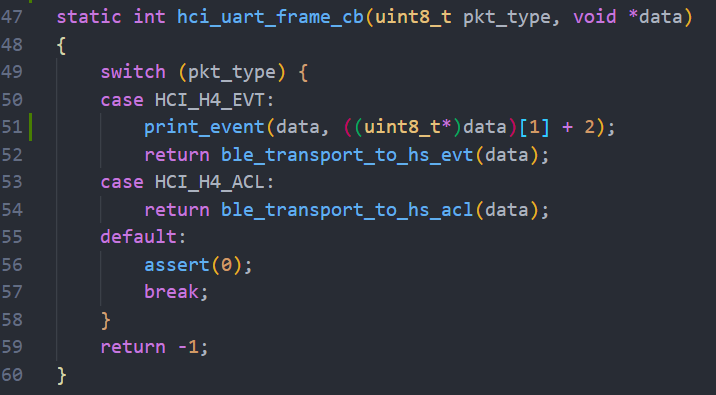 47 static int hci_uart_frame_cb(uint8_t pkt_type, void *data)
48 {
49     switch (pkt_type) {
50     case HCI_H4_EVT:
51         print_event(data, ((uint8_t*)data)[1] + 2);
52         return ble_transport_to_hs_evt(data);
53     case HCI_H4_ACL:
54         return ble_transport_to_hs_acl(data);
55     default:
56         assert(0);
57         break;
58     }
59     return -1;
60 }